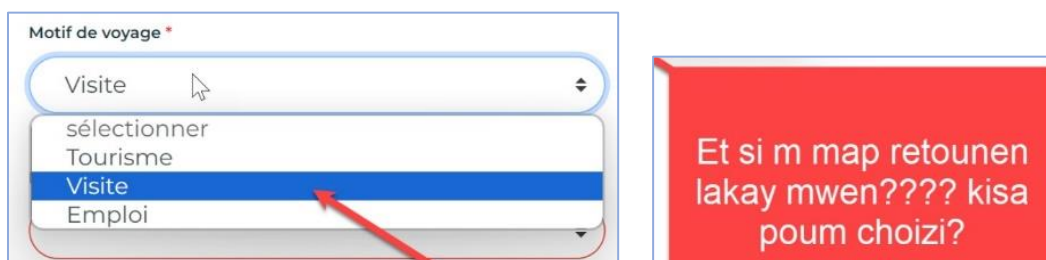 Motif de voyage *
Visite
sélectionner
Tourisme
Visite
Emploi
Et si m map retounen
lakay mwen???? kisa
poum choizi?